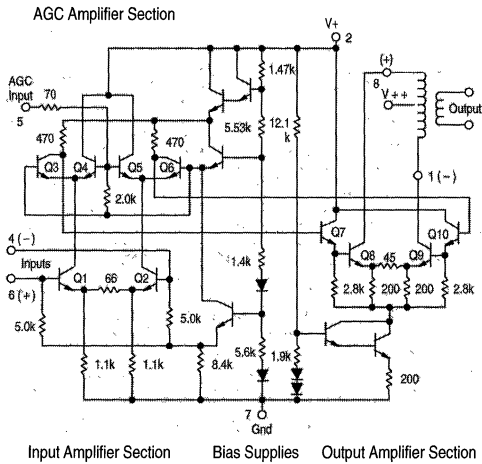 AGC Amplifier Section
V+
2
AGC
Input
5
70
1.47k
(+)
8
V++
Output
470
470
5.53k
12.1
k
Q3
Q4
Q5
Q6
2.0k
1(−)
Q7
Q8
45
Q9
Q10
4(−)
Inputs
6(+)
Q1
66
Q2
1.4k
2.8k
200
200
2.8k
5.0k
5.0k
5.6k
1.9k
1.1k
1.1k
8.4k
200
7
Gnd
Input Amplifier Section
Bias Supplies
Output Amplifier Section